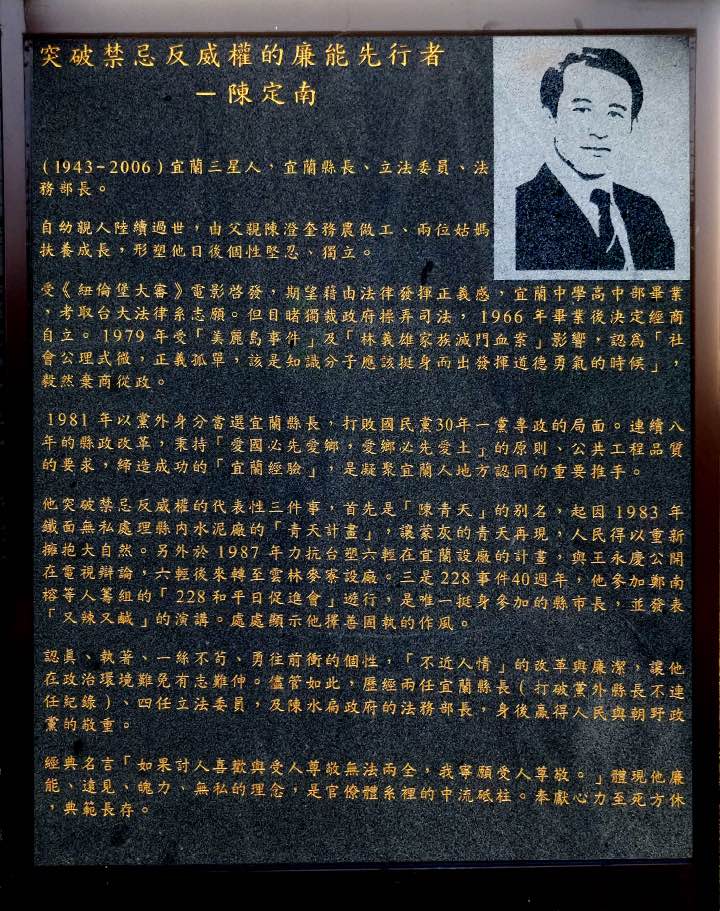 突破禁忌反威權的廉能先行者
－陳定南
（1943-2006）宜蘭三星人，宜蘭縣長、立法委員、法
務部長。
自幼親人陸續過世，由父親陳澄奎務農做工、兩位姑媽
扶養成長，形塑他日後個性堅忍、獨立。
受《紐倫堡大審》電影啓發，期望藉由法律發揮正義感，宜蘭中學高中部畢業
，考取台大法律系志願。但目睹獨裁政府操弄司法，1966 年畢業後決定經商
自立。1979 年受「美麗島事件」及「林義雄家族滅門血案」影響，認為「社
會公理式微，正義孤單，該是知識分子應該挺身而出發揮道德勇氣的時候」，
毅然棄商從政。
1981 年以黨外身分當選宜蘭縣長，打敗國民黨30年一黨專政的局面。連續八
年的縣政改革，秉持「愛國必先愛鄉，愛鄉必先愛土」的原則、公共工程品質
的要求，締造成功的「宜蘭經驗」，是凝聚宜蘭人地方認同的重要推手。
他突破禁忌反威權的代表性三件事，首先是「陳青天」的別名，起因 1983 年
鐵面無私處理縣內水泥廠的「青天計畫」，讓蒙灰的青天再現，人民得以重新
擁抱大自然。另外於 1987 年力抗台塑六輕在宜蘭設廠的計畫，與王永慶公開
在電視辯論，六輕後來轉至雲林麥寮設廠。三是 228 事件40週年，他參加鄭南
榕等人籌組的「 228和平日促進會」遊行，是唯一挺身參加的縣市長，並發表
「又辣又鹹」的演講。處處顯示他擇善固執的作風。
認真、執著、一絲不苟、勇往前衝的個性，「不近人情」的改革與廉潔，讓他
在政治環境難免有志難伸。儘管如此，歷經兩任宜蘭縣長（打破黨外縣長不連
任紀錄）、四任立法委員，及陳水扁政府的法務部長，身後贏得人民與朝野政
黨的敬重。
經典名言「如果討人喜歡與受人尊敬無法兩全，我寧願受人尊敬。」體現他廉
能、遠見、魄力、無私的理念，是官僚體系裡的中流砥柱。奉獻心力至死方休
，典範長存。